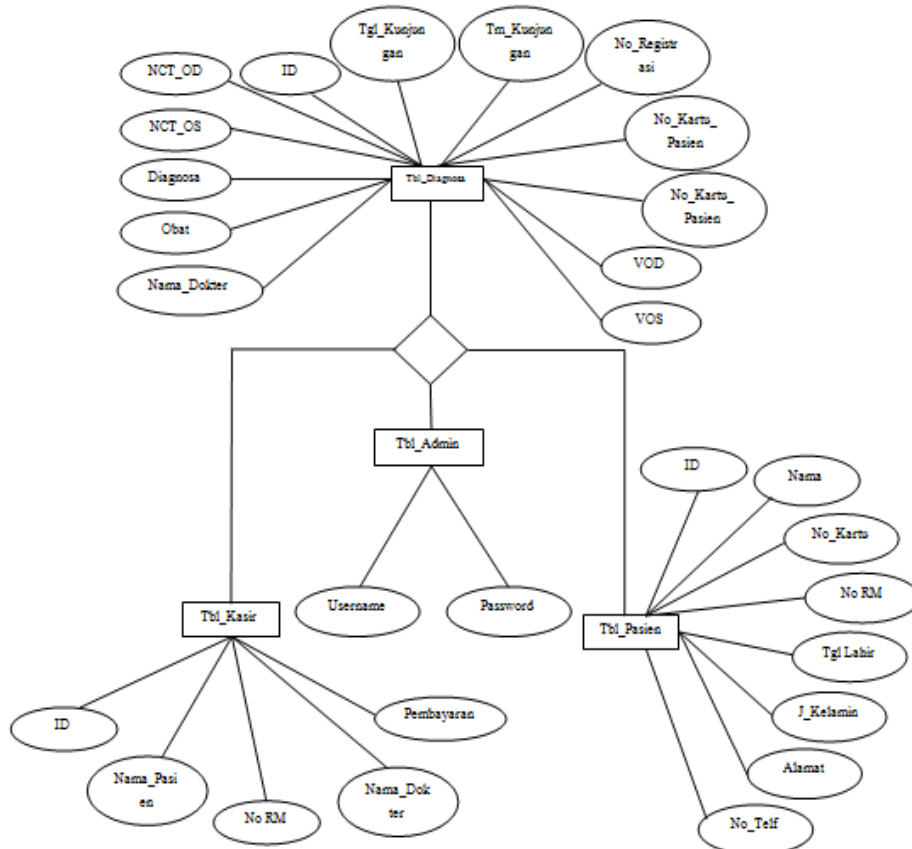 Tgl_Kunjun
gan
Tm_Kunjun
gan
No_Registr
asi
NCT_OD
ID
NCT_OS
No_Kartu_
Pasien
Diagnosa
Tbl_Diagnosa
No_Kartu_
Pasien
Obat
Nama_Dokter
VOD
VOS
Tbl_Admin
ID
Nama
No_Kartu
Username
Password
No RM
Tbl_Kasir
Tbl_Pasien
Tgl Lahir
ID
Pembayaran
J_Kelamin
Nama_Pasi
en
No RM
Nama_Dok
ter
Alamat
No_Telf